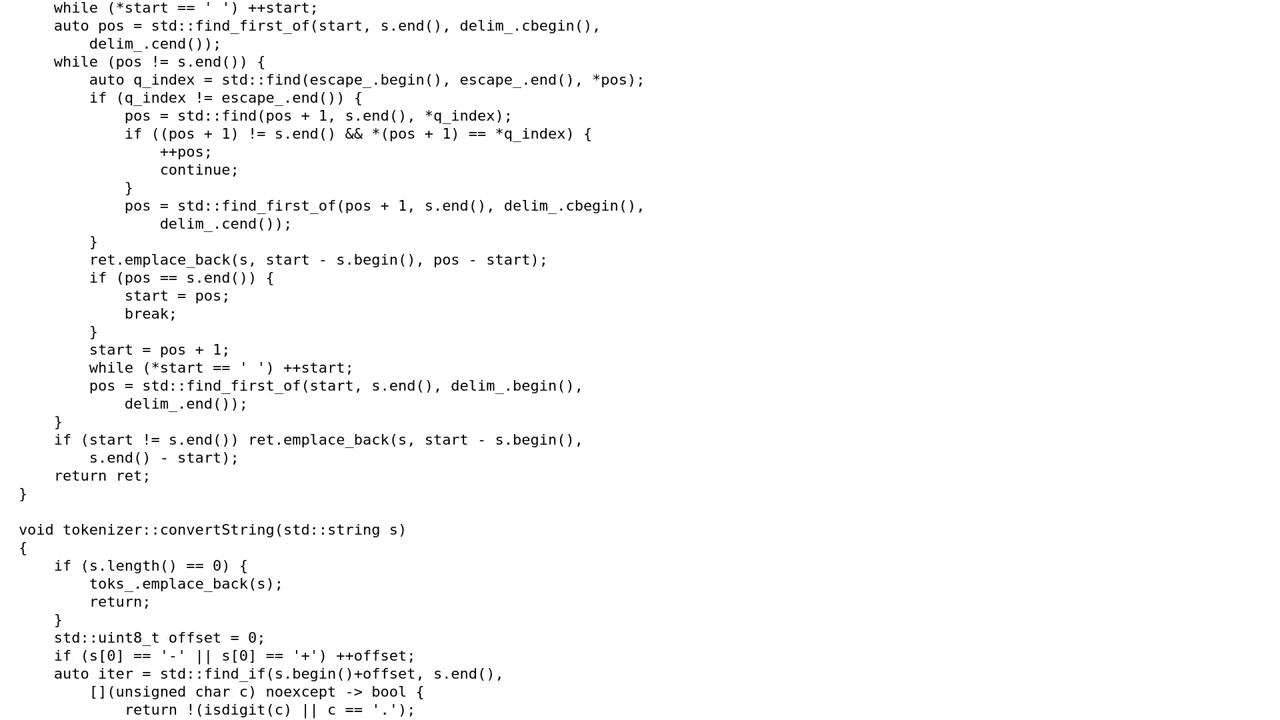 while (*start == ' ') ++start;
    auto pos = std::find_first_of(start, s.end(), delim_.cbegin(),
        delim_.cend());
    while (pos != s.end()) {
        auto q_index = std::find(escape_.begin(), escape_.end(), *pos);
        if (q_index != escape_.end()) {
            pos = std::find(pos + 1, s.end(), *q_index);
            if ((pos + 1) != s.end() && *(pos + 1) == *q_index) {
                ++pos;
                continue;
            }
            pos = std::find_first_of(pos + 1, s.end(), delim_.cbegin(),
                delim_.cend());
        }
        ret.emplace_back(s, start - s.begin(), pos - start);
        if (pos == s.end()) {
            start = pos;
            break;
        }
        start = pos + 1;
        while (*start == ' ') ++start;
        pos = std::find_first_of(start, s.end(), delim_.begin(),
            delim_.end());
    }
    if (start != s.end()) ret.emplace_back(s, start - s.begin(),
        s.end() - start);
    return ret;
}

void tokenizer::convertString(std::string s)
{
    if (s.length() == 0) {
        toks_.emplace_back(s);
        return;
    }
    std::uint8_t offset = 0;
    if (s[0] == '-' || s[0] == '+') ++offset;
    auto iter = std::find_if(s.begin()+offset, s.end(),
        [](unsigned char c) noexcept -> bool {
            return !(isdigit(c) || c == '.');